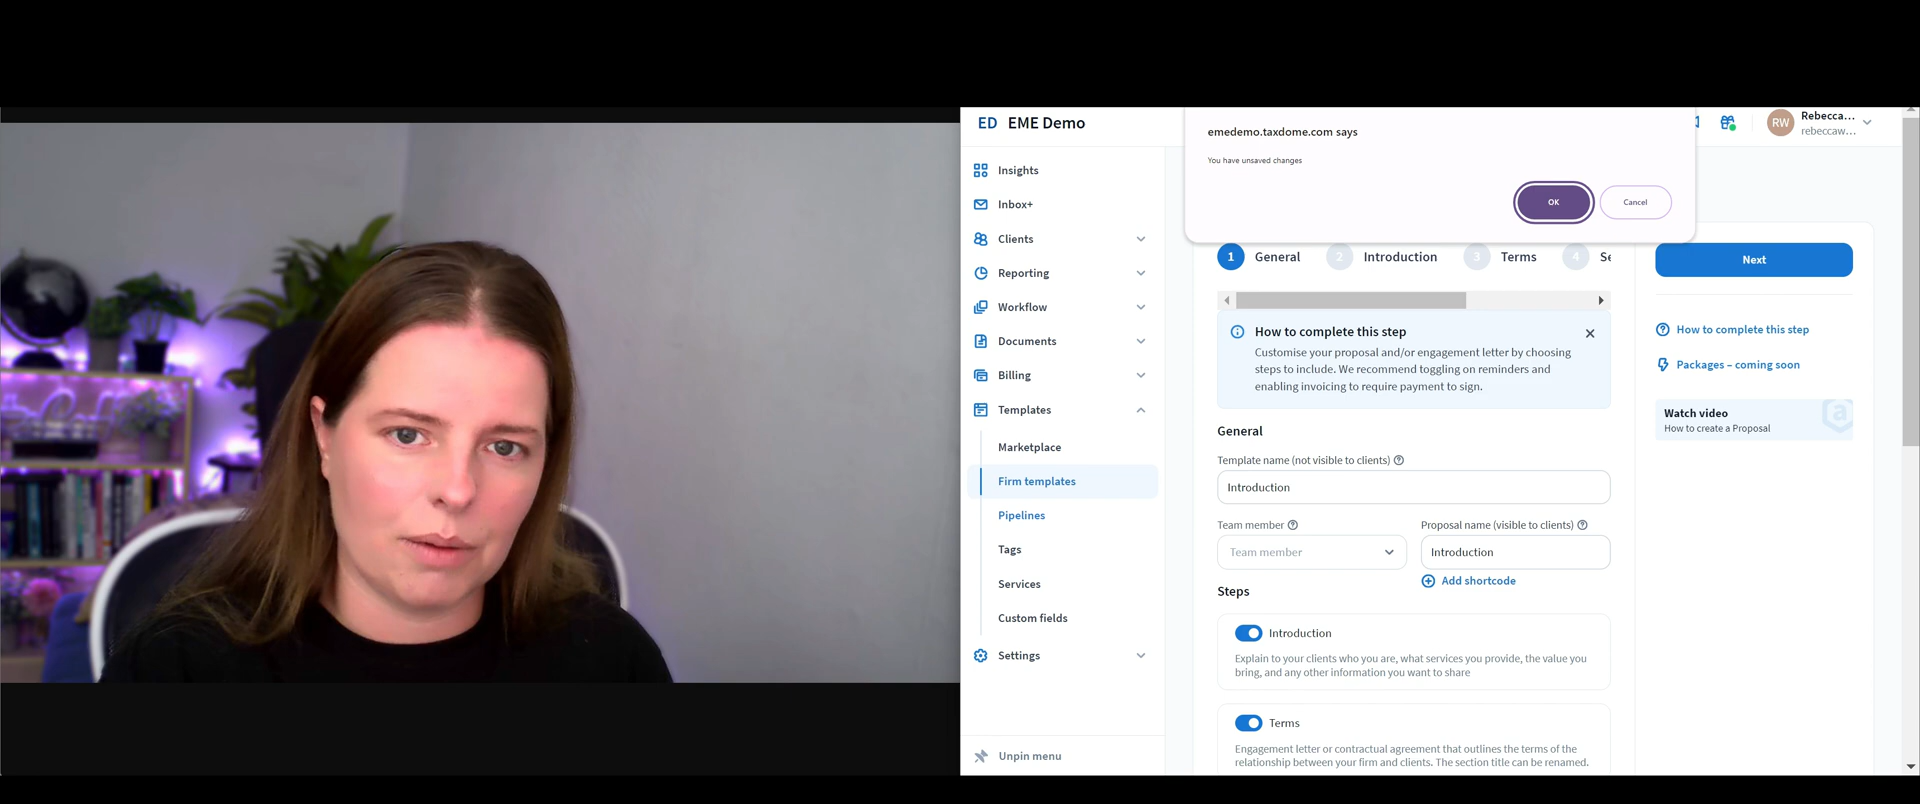 ED EME Demo
Insights
Inbox+
Clients
Reporting
Workflow
Documents
Billing
Templates
Marketplace
Firm templates
Pipelines
Tags
Services
Custom fields
Settings
Unpin menu
emedemo.taxdome.com says
You have unsaved changes
OK
Cancel
RW
Rebecca...
rebeccaw...
1 General
2 Introduction
3 Terms
4
How to complete this step
Customise your proposal and/or engagement letter by choosing
steps to include. We recommend toggling on reminders and
enabling invoicing to require payment to sign.
General
Template name (not visible to clients)
Introduction
Team member
Team member
Proposal name (visible to clients)
Introduction
Add shortcode
Steps
Introduction
Explain to your clients who you are, what services you provide, the value you
bring, and any other information you want to share
Terms
Engagement letter or contractual agreement that outlines the terms of the
relationship between your firm and clients. The section title can be renamed.
Next
How to complete this step
Packages – coming soon
Watch video
How to create a Proposal